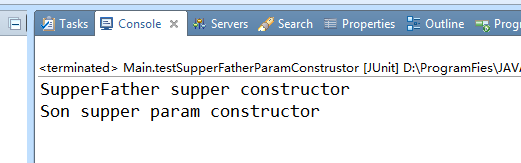 Tasks Console Servers Search Properties Outline Prog
<terminated> Main.testSupperFatherParamConstrustor [JUnit] D:\ProgramFies\JAVA
SupperFather supper constructor
Son supper param constructor